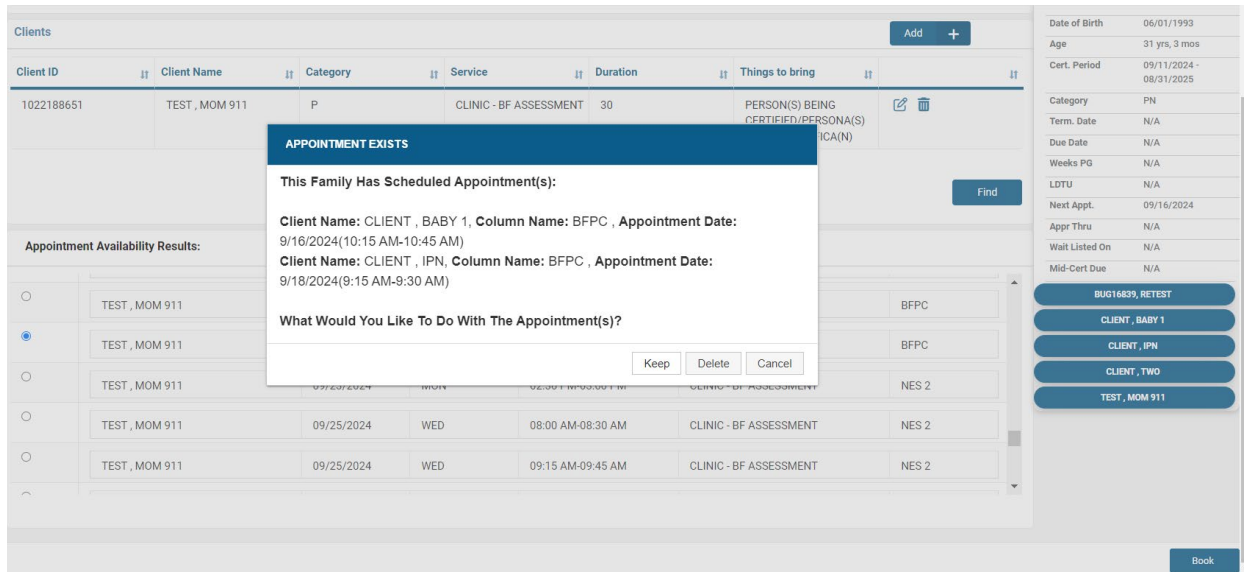 Clients
Add +
Client ID Client Name Category Service Duration Things to bring
1022188651 TEST , MOM 911 P CLINIC - BF ASSESSMENT 30 PERSON(S) BEING
CERTIFIED/PERSONA(S)
ICA(N)
APPOINTMENT EXISTS
This Family Has Scheduled Appointment(s):
Client Name: CLIENT , BABY 1, Column Name: BFPC , Appointment Date:
9/16/2024(10:15 AM-10:45 AM)
Client Name: CLIENT , IPN, Column Name: BFPC , Appointment Date:
9/18/2024(9:15 AM-9:30 AM)
What Would You Like To Do With The Appointment(s)?
Keep Delete Cancel
Find
Appointment Availability Results:
TEST , MOM 911 BFPC
TEST , MOM 911 BFPC
TEST , MOM 911 NES 2
TEST , MOM 911 09/25/2024 WED 08:00 AM-08:30 AM CLINIC - BF ASSESSMENT NES 2
TEST , MOM 911 09/25/2024 WED 09:15 AM-09:45 AM CLINIC - BF ASSESSMENT NES 2
Date of Birth 06/01/1993
Age 31 yrs, 3 mos
Cert. Period 09/11/2024 -
08/31/2025
Category PN
Term. Date N/A
Due Date N/A
Weeks PG N/A
LDTU N/A
Next Appt. 09/16/2024
Appr Thru N/A
Wait Listed On N/A
Mid-Cert Due N/A
BUG16839, RETEST
CLIENT , BABY 1
CLIENT , IPN
CLIENT , TWO
TEST , MOM 911
Book